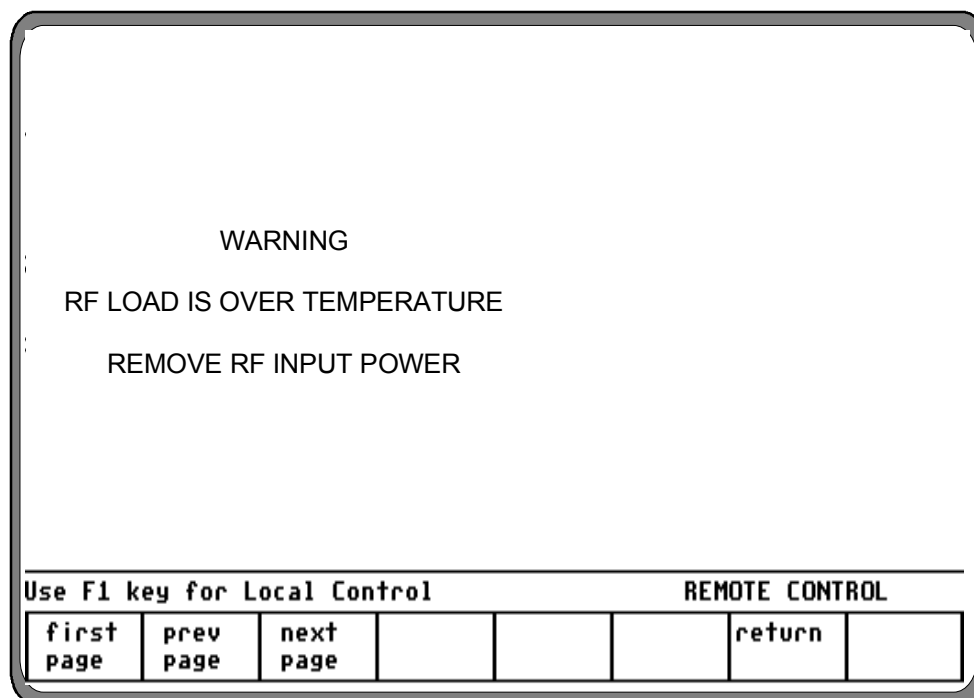 WARNING
RF LOAD IS OVER TEMPERATURE
REMOVE RF INPUT POWER
Use F1 key for Local Control REMOTE CONTROL
first page prev page next page return